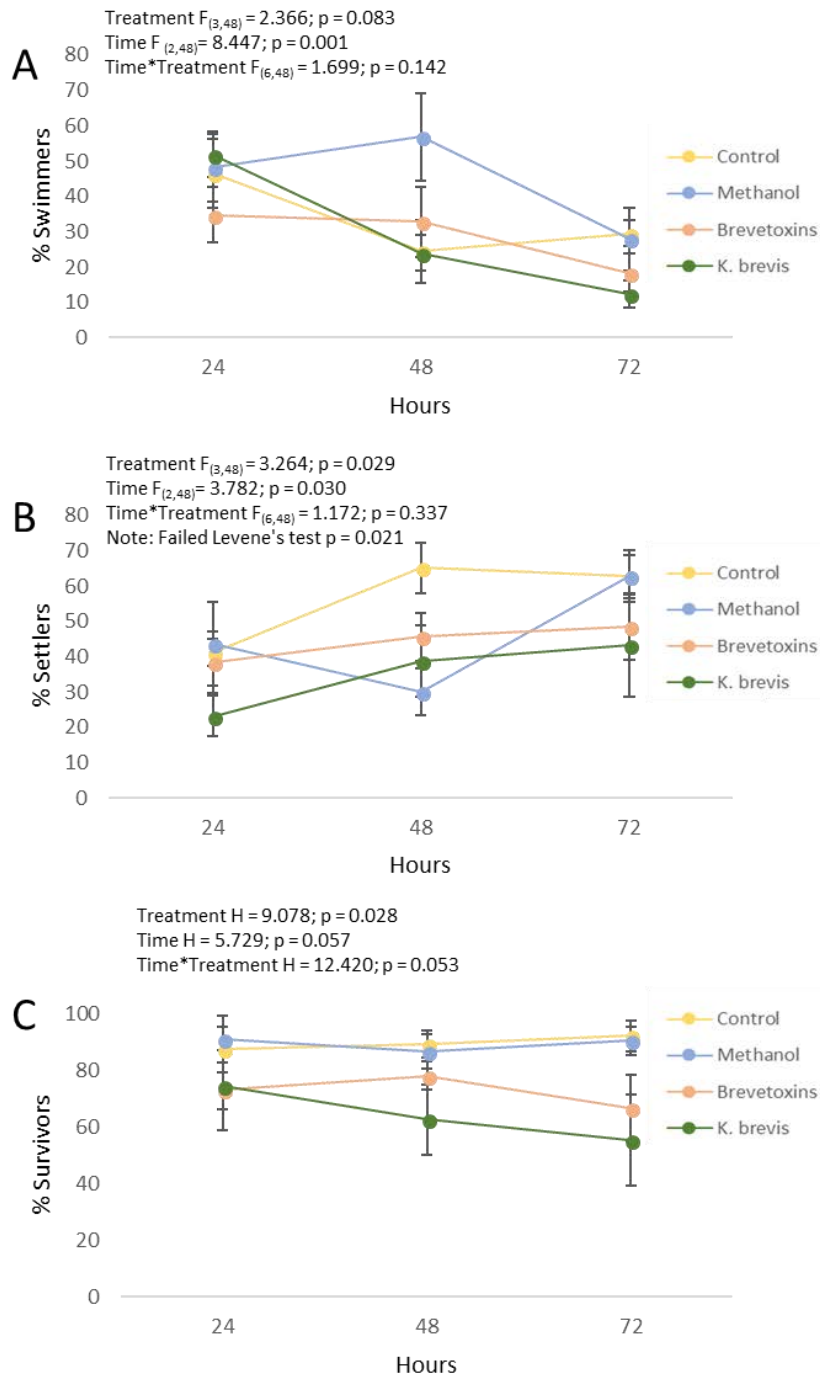 Treatment F(3,48) = 2.366; p = 0.083
Time F (2,48)= 8.447; p = 0.001
Time*Treatment F(6,48) = 1.699; p = 0.142
A
80
70
60
50
40
30
20
10
0
% Swimmers
24 48 72
Hours
Control
Methanol
Brevetoxins
K. brevis
Treatment F(3,48) = 3.264; p = 0.029
Time F(2,48)= 3.782; p = 0.030
Time*Treatment F(6,48) = 1.172; p = 0.337
Note: Failed Levene's test p = 0.021
B
80
70
60
50
40
30
20
10
0
% Settlers
24 48 72
Hours
Control
Methanol
Brevetoxins
K. brevis
Treatment H = 9.078; p = 0.028
Time H = 5.729; p = 0.057
Time*Treatment H = 12.420; p = 0.053
C
100
80
60
40
20
0
% Survivors
24 48 72
Hours
Control
Methanol
Brevetoxins
K. brevis